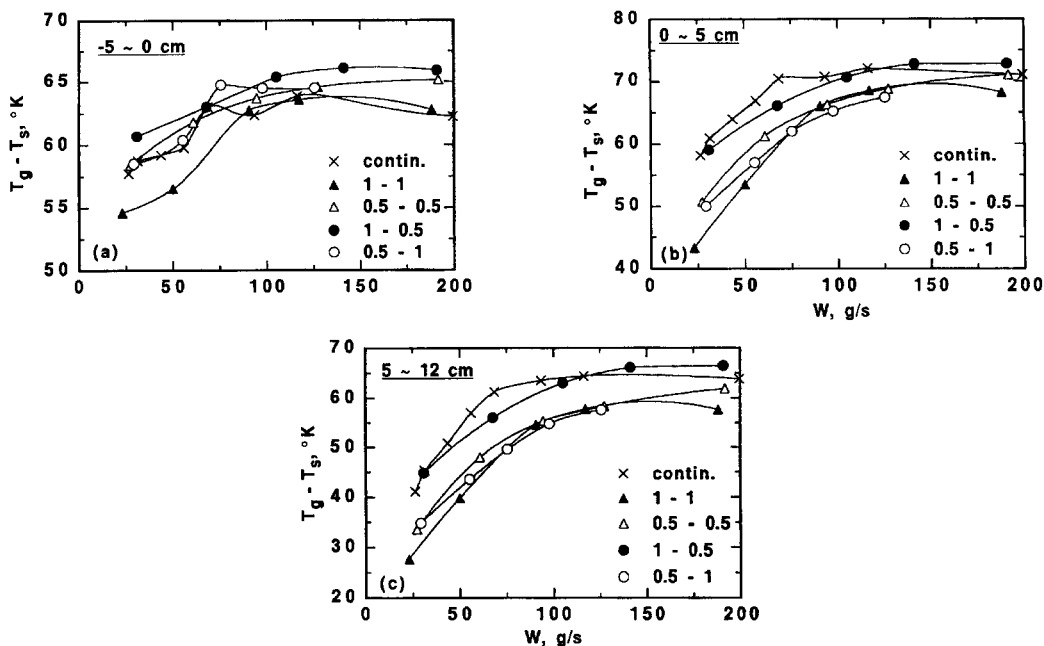 70
65
60
55
50
T_g - T_s, °K
-5 ~ 0 cm
contin.
1 - 1
0.5 - 0.5
1 - 0.5
0.5 - 1
(a)
0 50 100 150 200
80
70
60
50
40
T_g - T_s, °K
0 ~ 5 cm
contin.
1 - 1
0.5 - 0.5
1 - 0.5
0.5 - 1
(b)
0 50 100 150 200
W, g/s
70
60
50
40
30
20
T_g - T_s, °K
5 ~ 12 cm
contin.
1 - 1
0.5 - 0.5
1 - 0.5
0.5 - 1
(c)
0 50 100 150 200
W, g/s